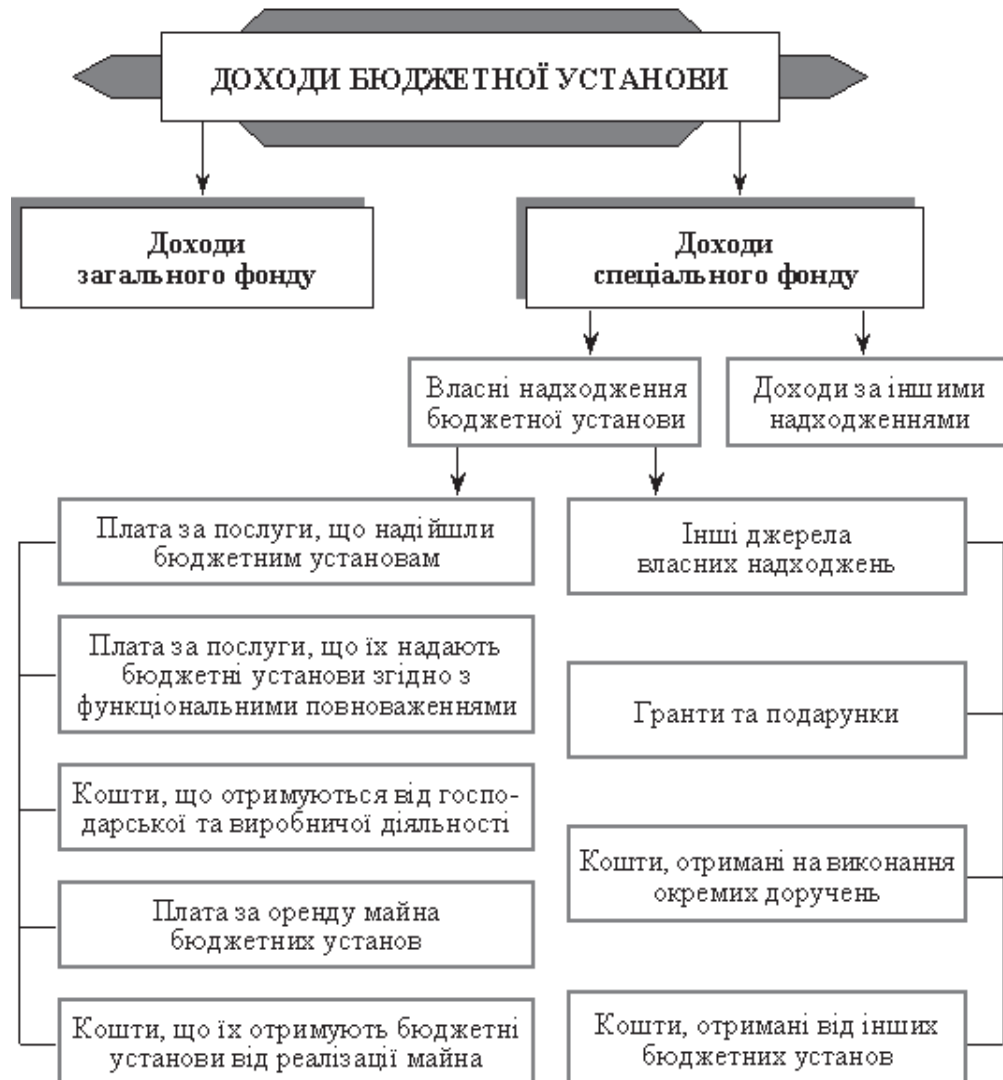 ДОХОДИ БЮДЖЕТНОЇ УСТАНОВИ
Доходи
загального фонду
Доходи
спеціального фонду
Власні надходження
бюджетної установи
Доходи за іншими
надходженнями
Плата за послуги, що надійшли
бюджетним установам
Інші джерела
власних надходжень
Плата за послуги, що їх надають
бюджетні установи згідно з
функціональними повноваженнями
Гранти та подарунки
Кошти, що отримуються від госпо-
дарської та виробничої діяльності
Кошти, отримані на виконання
окремих доручень
Плата за оренду майна
бюджетних установ
Кошти, що їх отримують бюджетні
установи від реалізації майна
Кошти, отримані від інших
бюджетних установ